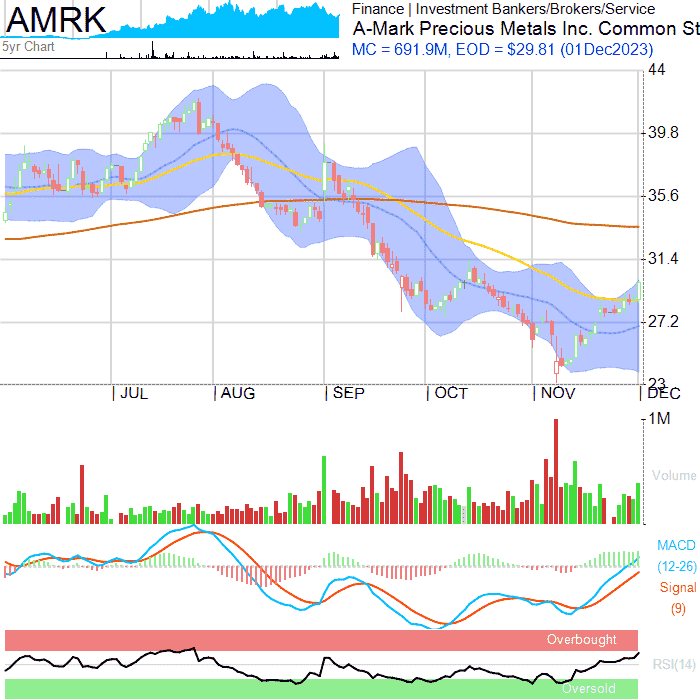 AMRK
5yr Chart
Finance | Investment Bankers/Brokers/Service
A-Mark Precious Metals Inc. Common St
MC = 691.9M, EOD = $29.81 (01Dec2023)
44
39.8
35.6
31.4
27.2
23
| JUL | AUG | SEP | OCT | NOV | DEC
1M
Volume
MACD
(12-26)
Signal
(9)
Overbought
RSI(14)
Oversold